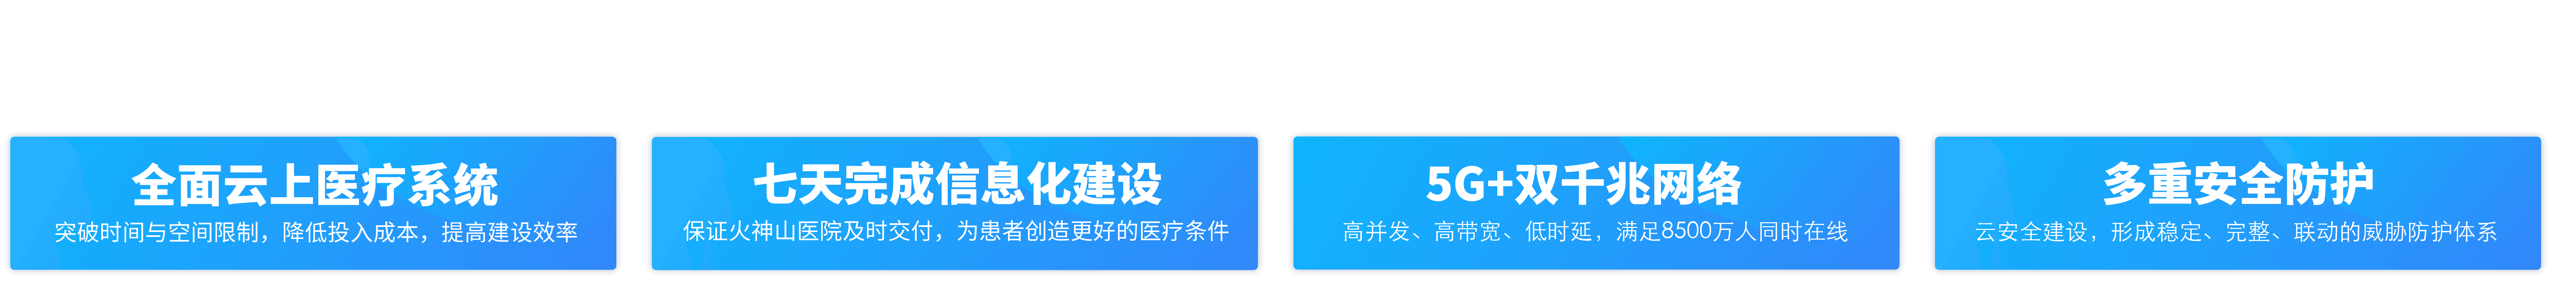 全面云上医疗系统
突破时间与空间限制，降低投入成本，提高建设效率
七天完成信息化建设
保证火神山医院及时交付，为患者创造更好的医疗条件
5G+双千兆网络
高并发、高带宽、低时延，满足8500万人同时在线
多重安全防护
云安全建设，形成稳定、完整、联动的威胁防护体系